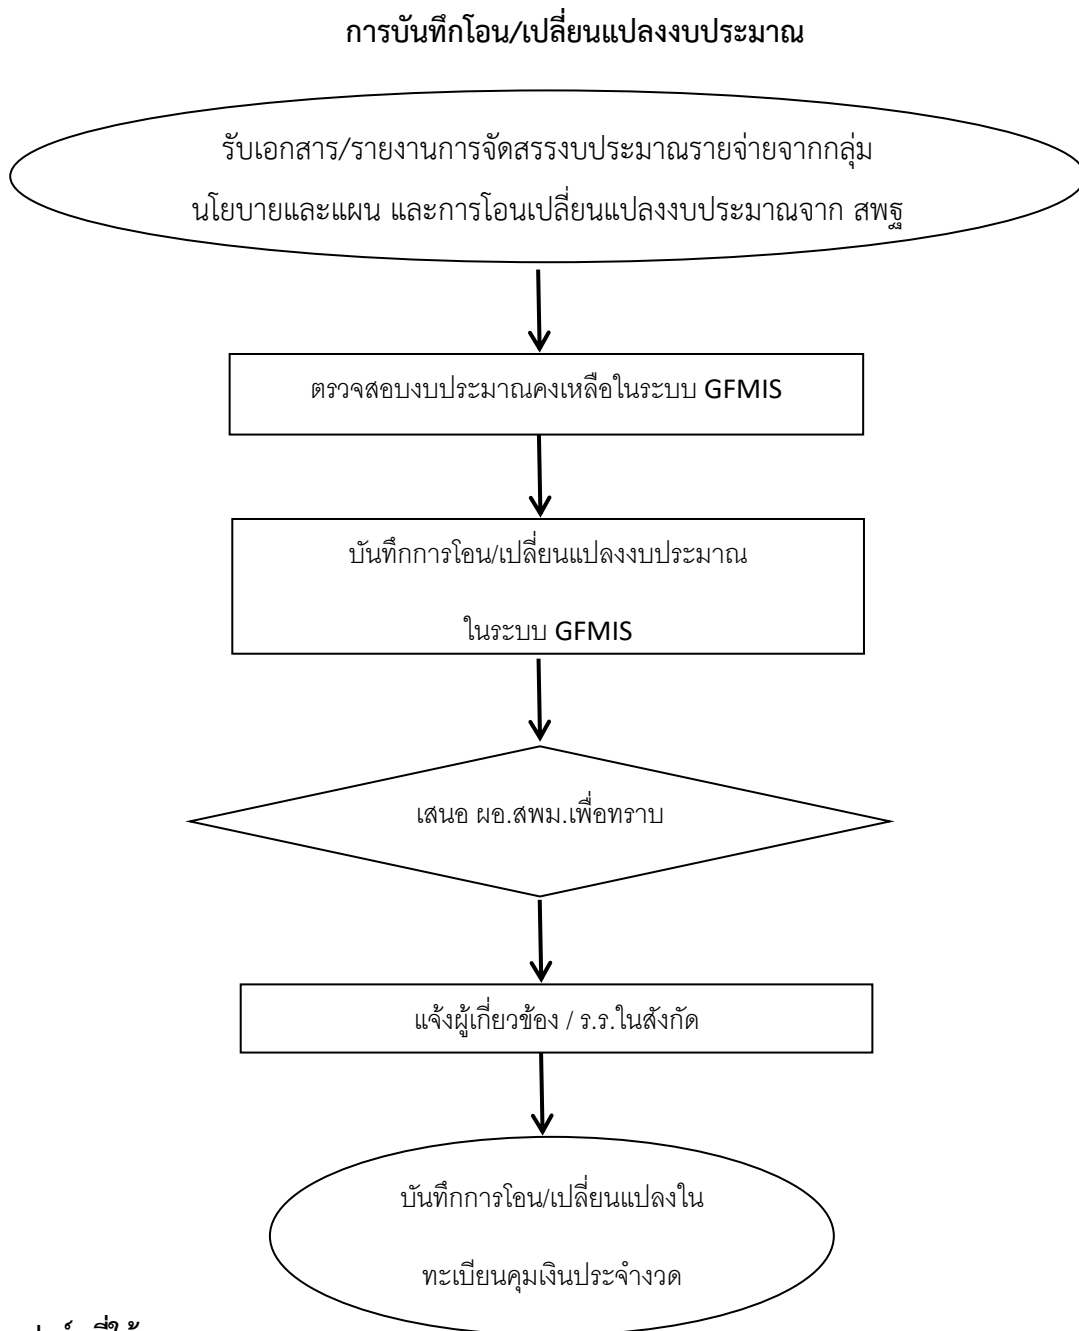 การบันทึกโอน/เปลี่ยนแปลงงบประมาณ
รับเอกสาร/รายงานการจัดสรรงบประมาณรายจ่ายจากกลุ่ม
นโยบายและแผน และการโอนเปลี่ยนแปลงงบประมาณจาก สพฐ
ตรวจสอบงบประมาณคงเหลือในระบบ GFMIS
บันทึกการโอน/เปลี่ยนแปลงงบประมาณ
ในระบบ GFMIS
เสนอ ผอ.สพม.เพื่อทราบ
แจ้งผู้เกี่ยวข้อง / ร.ร.ในสังกัด
บันทึกการโอน/เปลี่ยนแปลงใน
ทะเบียนคุมเงินประจำงวด